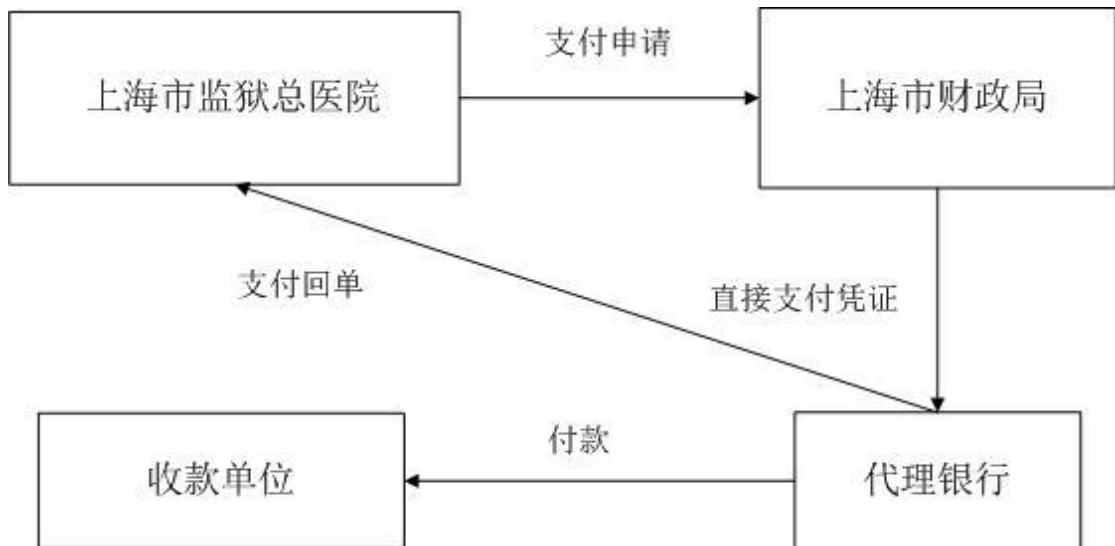 支付申请
上海市监狱总医院
上海市财政局
支付回单
直接支付凭证
付款
收款单位
代理银行